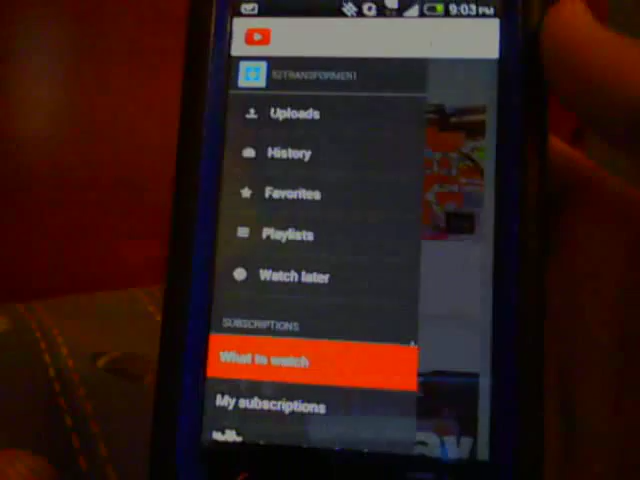 9:03 PM
Uploads
History
Favorites
Playlists
Watch later
SUBSCRIPTIONS
What to watch
My subscriptions